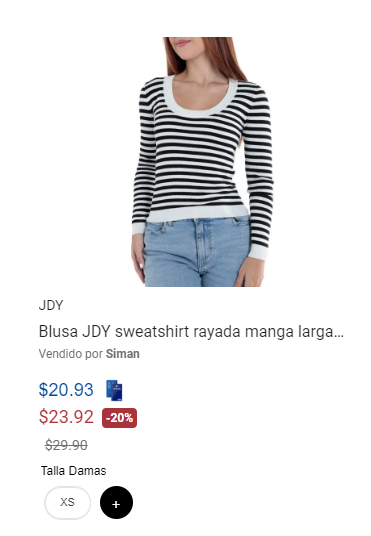 JDY
Blusa JDY sweatshirt rayada manga larga...
Vendido por Siman
$20.93
$23.92 -20%
$29.90
Talla Damas
XS +